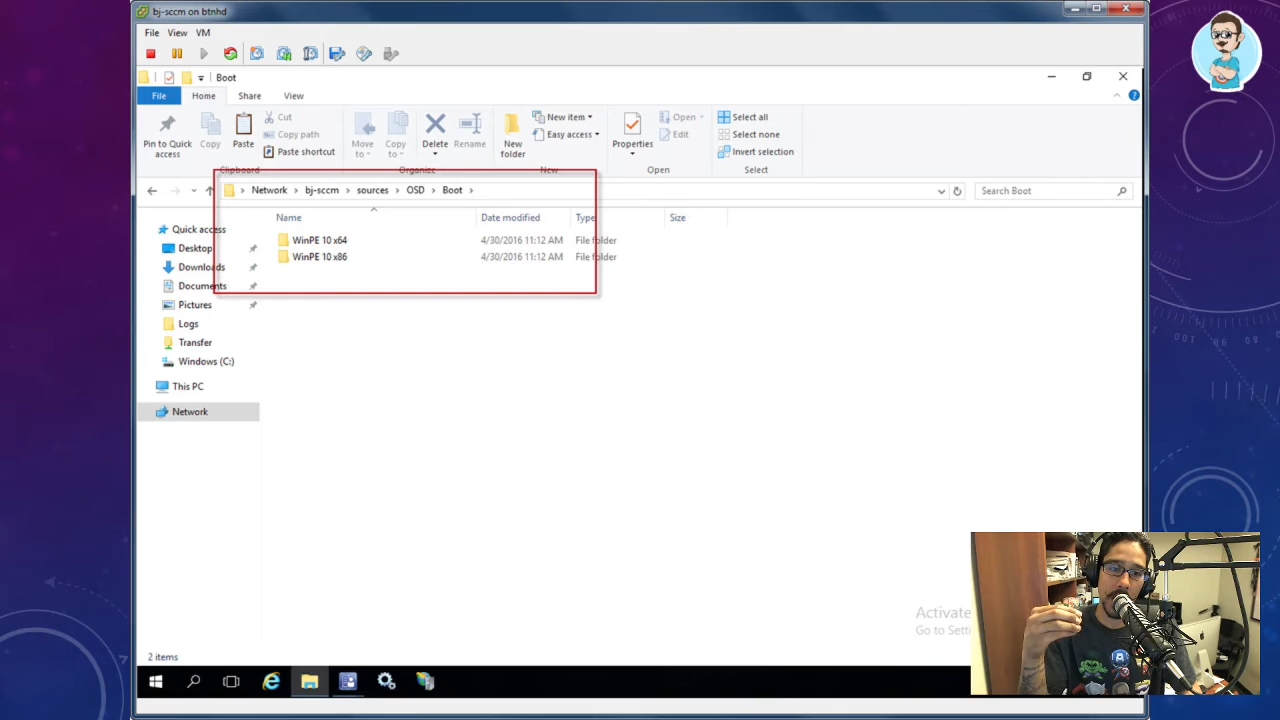 bj-sccm on btnhd
File View VM
Boot
File Home Share View
Pin to Quick access
Copy
Paste
Cut
Copy path
Paste shortcut
Clipboard
Move to
Copy to
Delete
Rename
Organize
New folder
New item
Easy access
New
Properties
Open
Edit
Open
Select all
Select none
Invert selection
Select
Network > bj-sccm > sources > OSD > Boot >
Search Boot
Name Date modified Type Size
WinPE 10 x64 4/30/2016 11:12 AM File folder
WinPE 10 x86 4/30/2016 11:12 AM File folder
Quick access
Desktop
Downloads
Documents
Pictures
Logs
Transfer
Windows (C:)
This PC
Network
Activate
Go to Setti
2 items